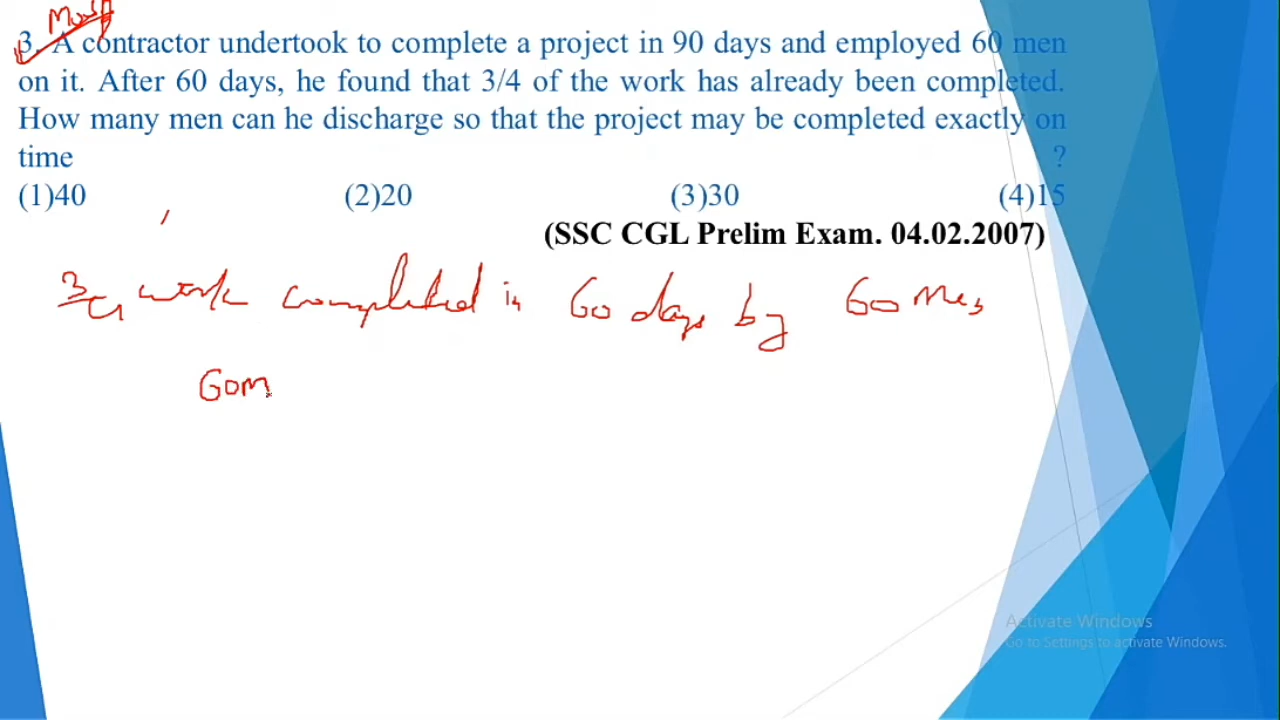 3. A contractor undertook to complete a project in 90 days and employed 60 men
on it. After 60 days, he found that 3/4 of the work has already been completed.
How many men can he discharge so that the project may be completed exactly on
time ?
(1)40 (2)20 (3)30 (4)15
(SSC CGL Prelim Exam. 04.02.2007)
3/4 work completed in 60 days by 60 men
60m
Activate Windows
Go to Settings to activate Windows.